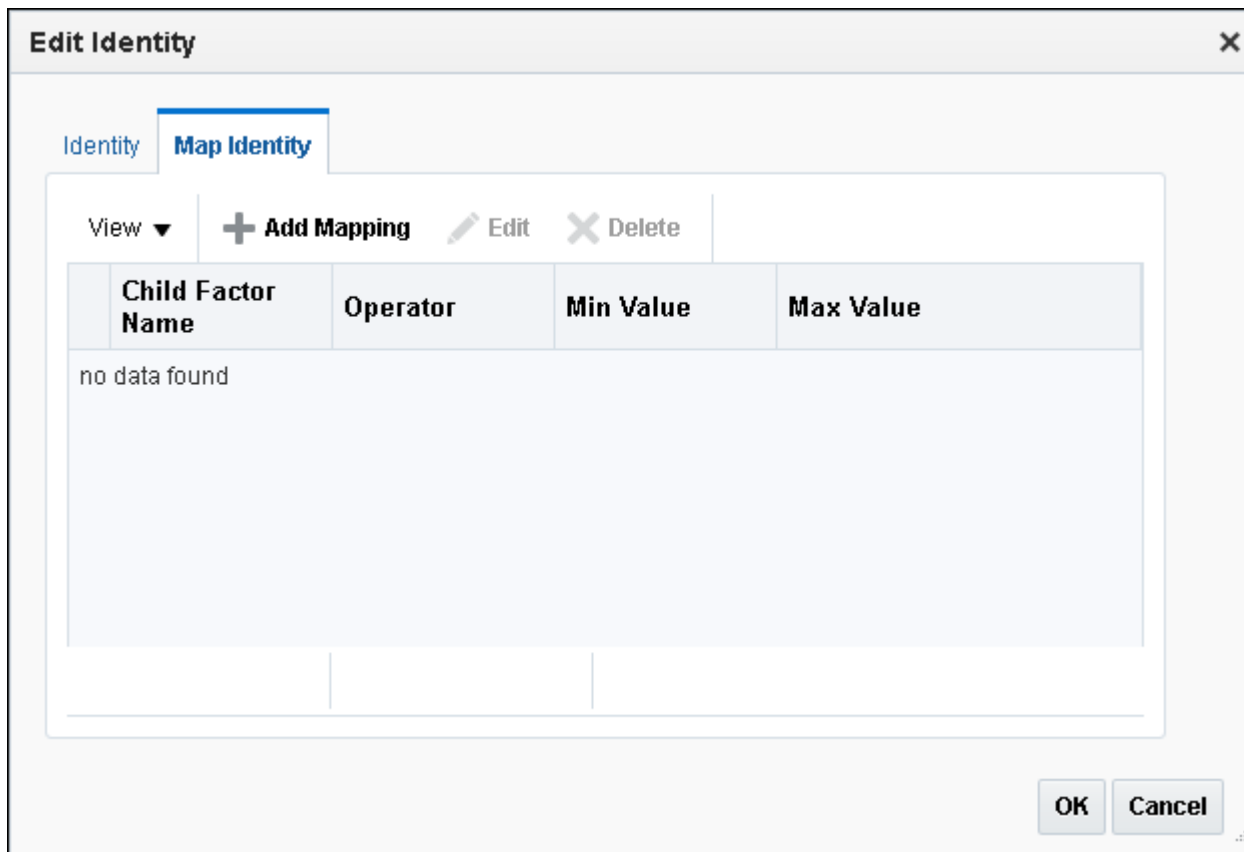 Edit Identity
Identity Map Identity
View Add Mapping Edit Delete
Child Factor
Name
Operator Min Value Max Value
no data found
OK Cancel